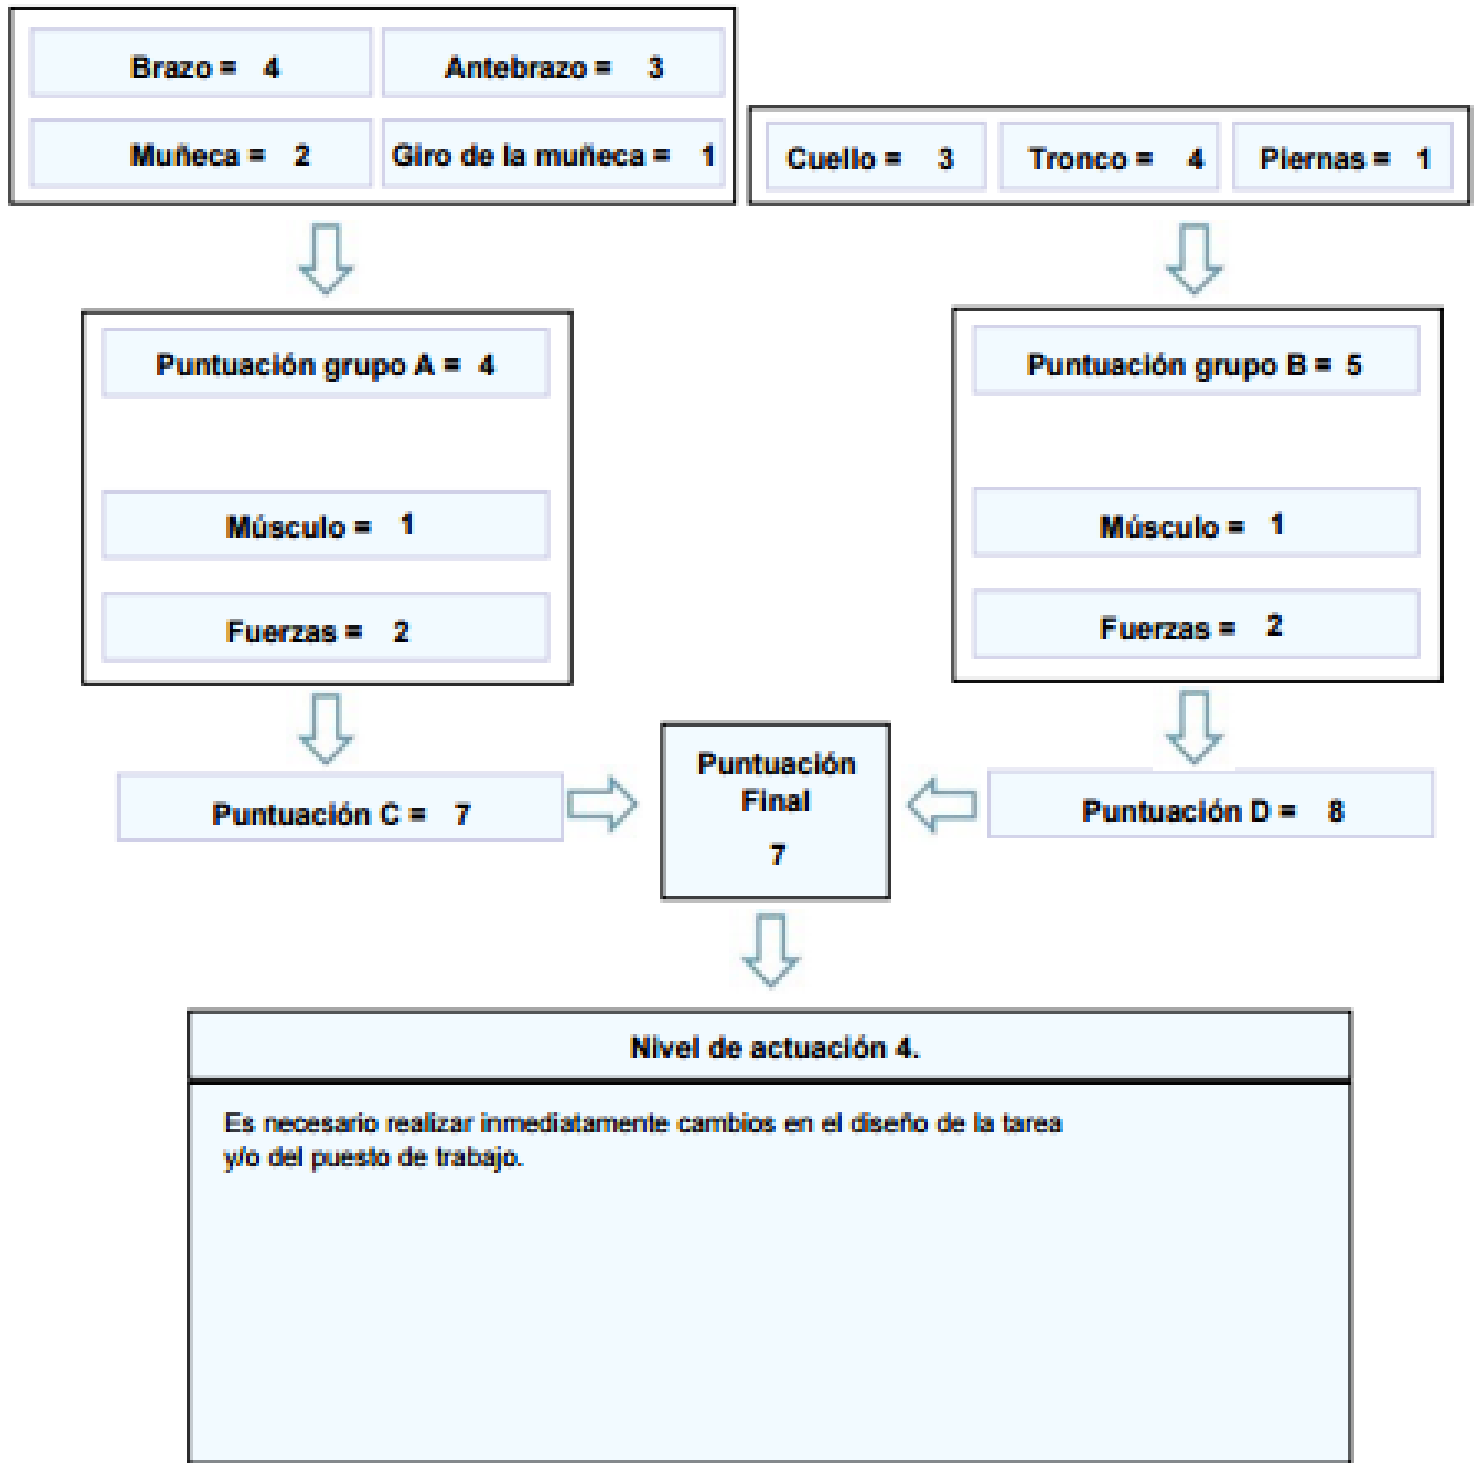 Brazo = 4
Antebrazo = 3
Muñeca = 2
Giro de la muñeca = 1
Cuello = 3
Tronco = 4
Piernas = 1
Puntuación grupo A = 4
Músculo = 1
Fuerzas = 2
Puntuación grupo B = 5
Músculo = 1
Fuerzas = 2
Puntuación C = 7
Puntuación
Final
7
Puntuación D = 8
Nivel de actuación 4.
Es necesario realizar inmediatamente cambios en el diseño de la tarea
y/o del puesto de trabajo.